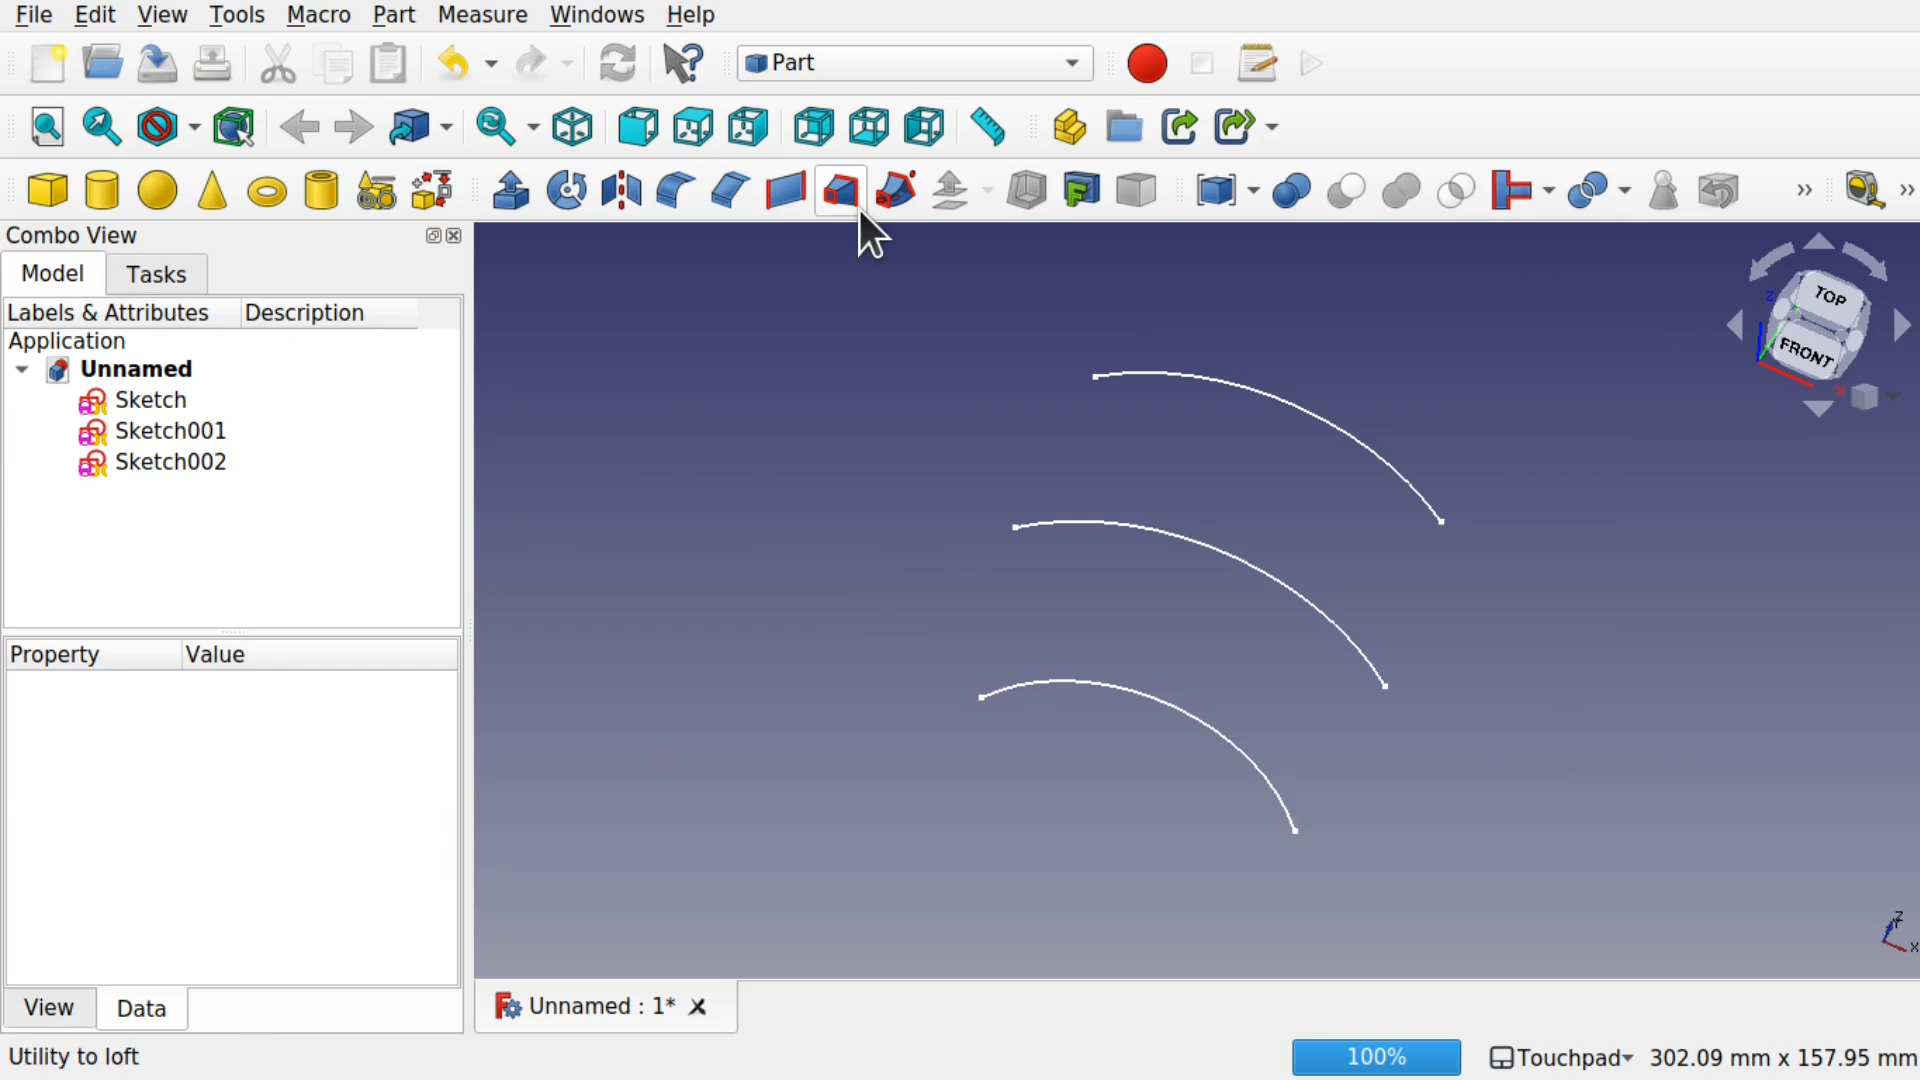 File Edit View Tools Macro Part Measure Windows Help
Part
Combo View
Model Tasks
Labels & Attributes Description
Application
Unnamed
Sketch
Sketch001
Sketch002
Property Value
View Data
TOP
FRONT
Z
X
Z
Y
X
Unnamed : 1*
Utility to loft
100% Touchpad 302.09 mm x 157.95 mm